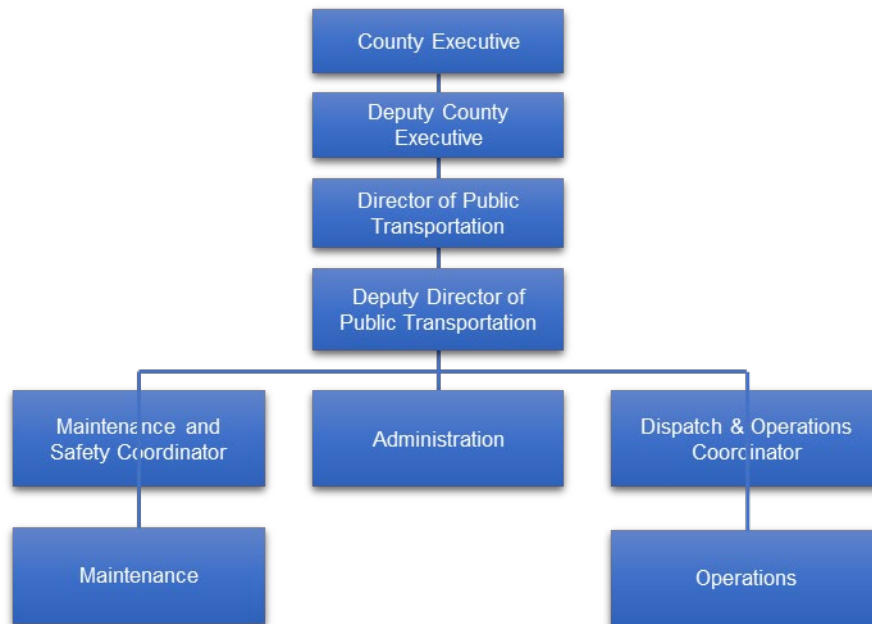 County Executive
Deputy County
Executive
Director of Public
Transportation
Deputy Director of
Public Transportation
Maintenance and
Safety Coordinator
Administration
Dispatch & Operations
Coordinator
Maintenance
Operations